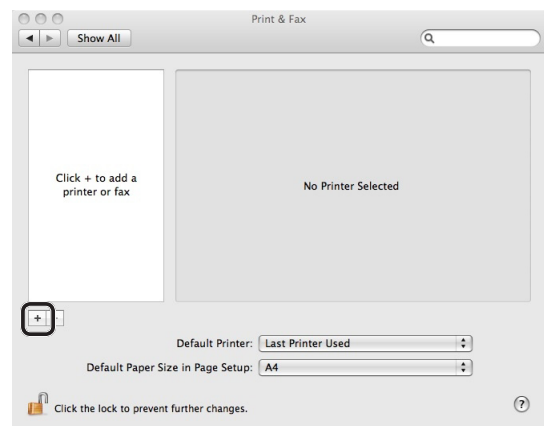 Print & Fax
Show All
Click + to add a
printer or fax
No Printer Selected
+ -
Default Printer: Last Printer Used
Default Paper Size in Page Setup: A4
Click the lock to prevent further changes.
?